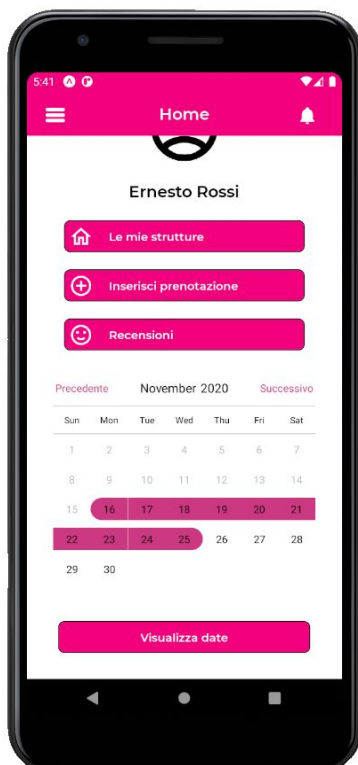 5:41
Home
Ernesto Rossi
Le mie strutture
Inserisci prenotazione
Recensioni
Precedente November 2020 Successivo
Sun Mon Tue Wed Thu Fri Sat
1 2 3 4 5 6 7
8 9 10 11 12 13 14
15 16 17 18 19 20 21
22 23 24 25 26 27 28
29 30
Visualizza date